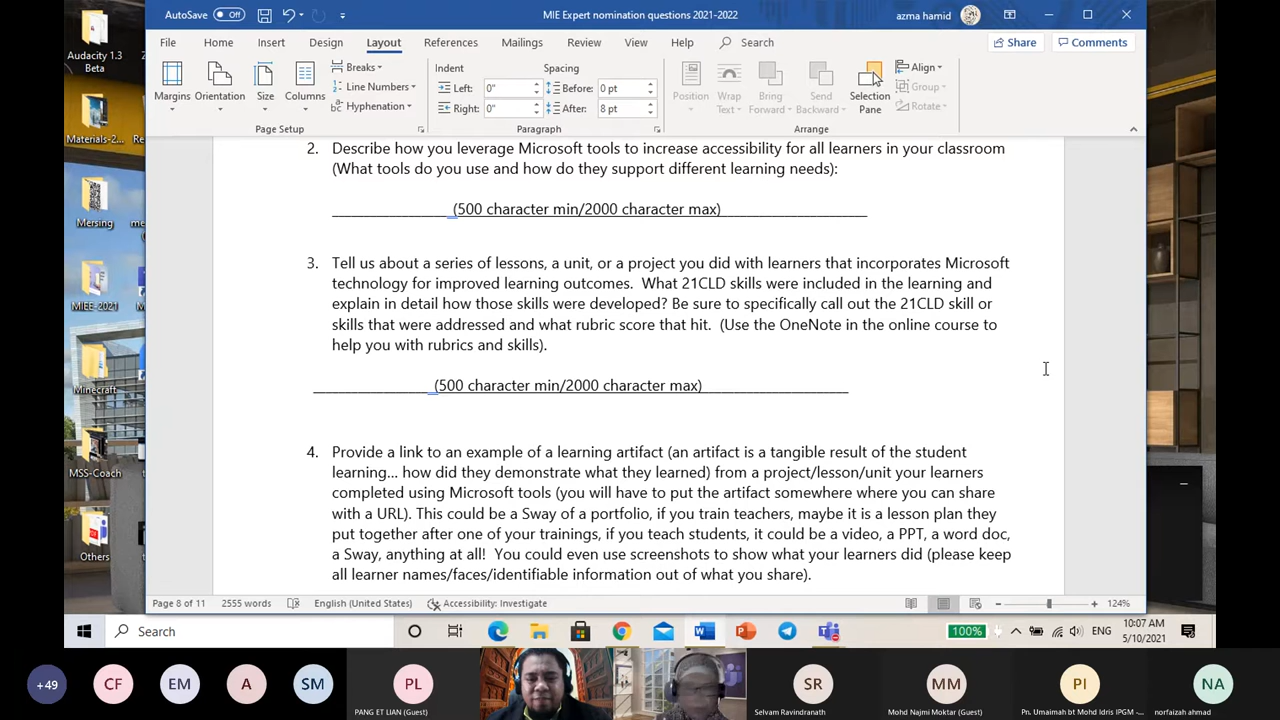 AutoSave Off
MIE Expert nomination questions 2021-2022
azma hamid
File Home Insert Design Layout References Mailings Review View Help Search
Share Comments
Margins Orientation Size Columns
Breaks
Line Numbers
Hyphenation
Page Setup
Indent Spacing
Left: 0" Before: 0 pt
Right: 0" After: 8 pt
Paragraph
Position Wrap Text Bring Forward Send Backward Selection Pane
Align
Group
Rotate
Arrange
Audacity 1.3 Beta
Materials-2...
Mersing
MIEE-2021
Minecraft
MSS-Coach
Others
2. Describe how you leverage Microsoft tools to increase accessibility for all learners in your classroom
(What tools do you use and how do they support different learning needs):
(500 character min/2000 character max)
3. Tell us about a series of lessons, a unit, or a project you did with learners that incorporates Microsoft
technology for improved learning outcomes. What 21CLD skills were included in the learning and
explain in detail how those skills were developed? Be sure to specifically call out the 21CLD skill or
skills that were addressed and what rubric score that hit. (Use the OneNote in the online course to
help you with rubrics and skills).
(500 character min/2000 character max)
4. Provide a link to an example of a learning artifact (an artifact is a tangible result of the student
learning... how did they demonstrate what they learned) from a project/lesson/unit your learners
completed using Microsoft tools (you will have to put the artifact somewhere where you can share
with a URL). This could be a Sway of a portfolio, if you train teachers, maybe it is a lesson plan they
put together after one of your trainings, if you teach students, it could be a video, a PPT, a word doc,
a Sway, anything at all! You could even use screenshots to show what your learners did (please keep
all learner names/faces/identifiable information out of what you share).
Page 8 of 11 2555 words English (United States) Accessibility: Investigate 124%
Search
100% ENG
10:07 AM
5/10/2021
+49 CF EM A SM PL SR MM PI NA
PANG ET LIAN (Guest)
Selvam Ravindranath
Mohd Najmi Moktar (Guest)
Pn. Umaimah bt Mohd Idris IPGM -...
norfaizah ahmad